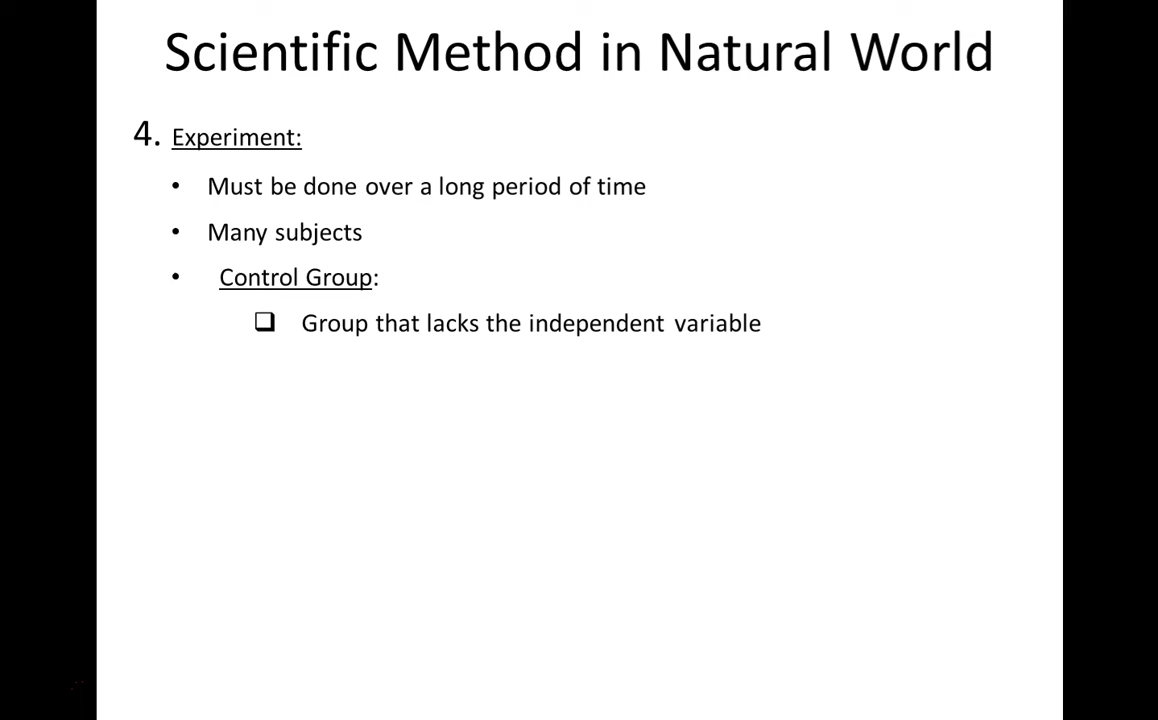 Scientific Method in Natural World
4. Experiment:
• Must be done over a long period of time
• Many subjects
• Control Group:
❑ Group that lacks the independent variable